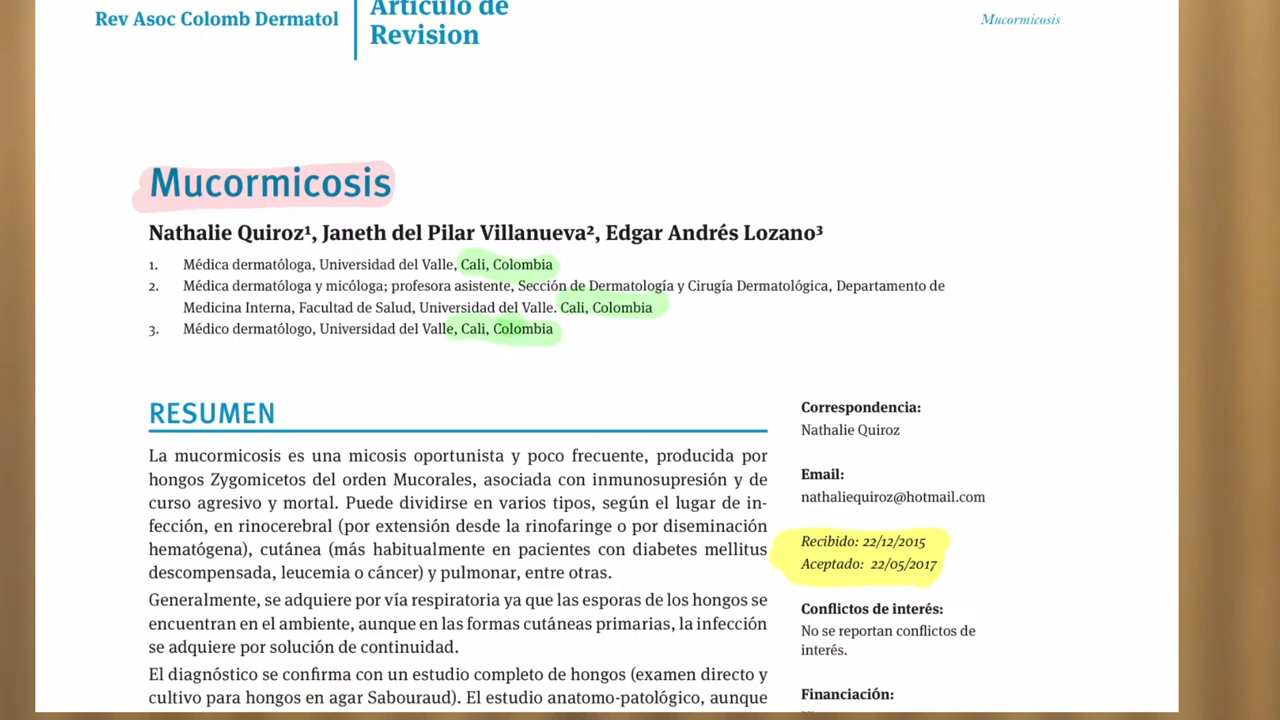 Rev Asoc Colomb Dermatol
Artículo de
Revision
Mucormicosis
Mucormicosis
Nathalie Quiroz¹, Janeth del Pilar Villanueva², Edgar Andrés Lozano³
1. Médica dermatóloga, Universidad del Valle, Cali, Colombia
2. Médica dermatóloga y micóloga; profesora asistente, Sección de Dermatología y Cirugía Dermatológica, Departamento de
Medicina Interna, Facultad de Salud, Universidad del Valle. Cali, Colombia
3. Médico dermatólogo, Universidad del Valle, Cali, Colombia
RESUMEN
La mucormicosis es una micosis oportunista y poco frecuente, producida por
hongos Zygomicetos del orden Mucorales, asociada con inmunosupresión y de
curso agresivo y mortal. Puede dividirse en varios tipos, según el lugar de in-
fección, en rinocerebral (por extensión desde la rinofaringe o por diseminación
hematógena), cutánea (más habitualmente en pacientes con diabetes mellitus
descompensada, leucemia o cáncer) y pulmonar, entre otras.
Generalmente, se adquiere por vía respiratoria ya que las esporas de los hongos se
encuentran en el ambiente, aunque en las formas cutáneas primarias, la infección
se adquiere por solución de continuidad.
El diagnóstico se confirma con un estudio completo de hongos (examen directo y
cultivo para hongos en agar Sabouraud). El estudio anatomo-patológico, aunque
Correspondencia:
Nathalie Quiroz
Email:
nathaliequiroz@hotmail.com
Recibido: 22/12/2015
Aceptado: 22/05/2017
Conflictos de interés:
No se reportan conflictos de
interés.
Financiación: